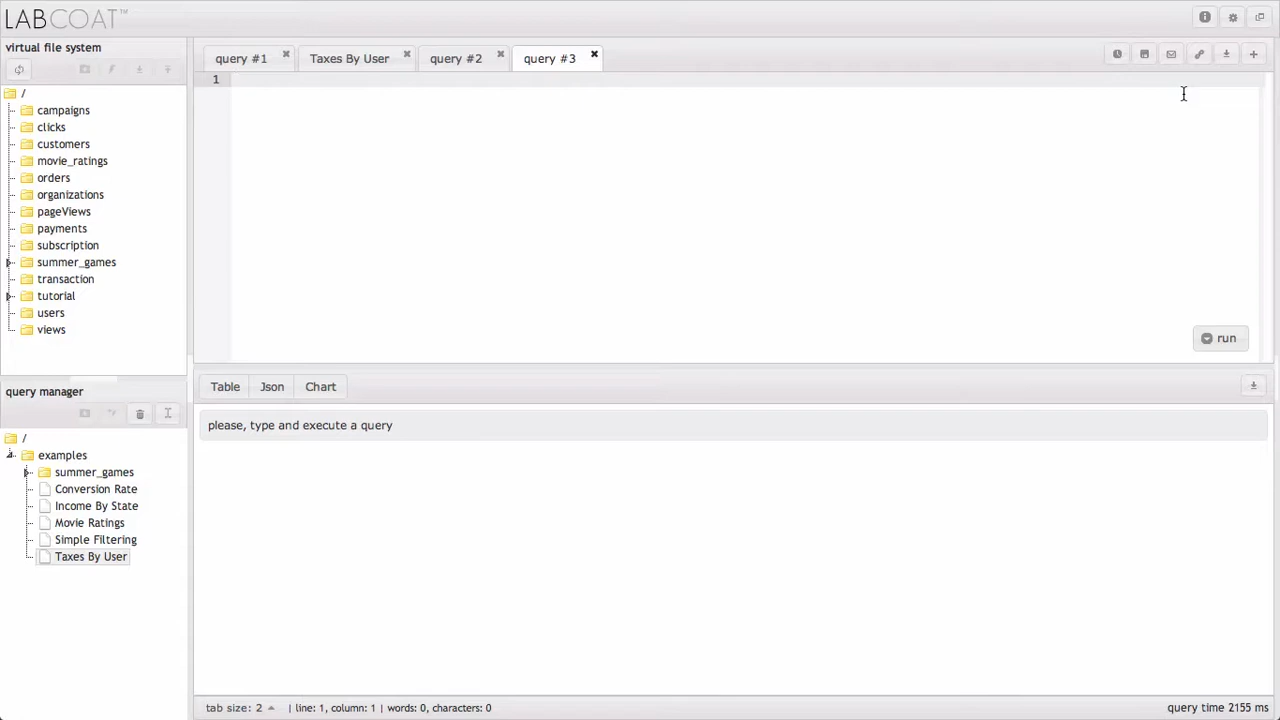 LABCOAT™
virtual file system
/
campaigns
clicks
customers
movie_ratings
orders
organizations
pageViews
payments
subscription
summer_games
transaction
tutorial
users
views
query manager
/
examples
summer_games
Conversion Rate
Income By State
Movie Ratings
Simple Filtering
Taxes By User
query #1 Taxes By User query #2 query #3
1
run
Table Json Chart
please, type and execute a query
tab size: 2 | line: 1, column: 1 | words: 0, characters: 0
query time 2155 ms